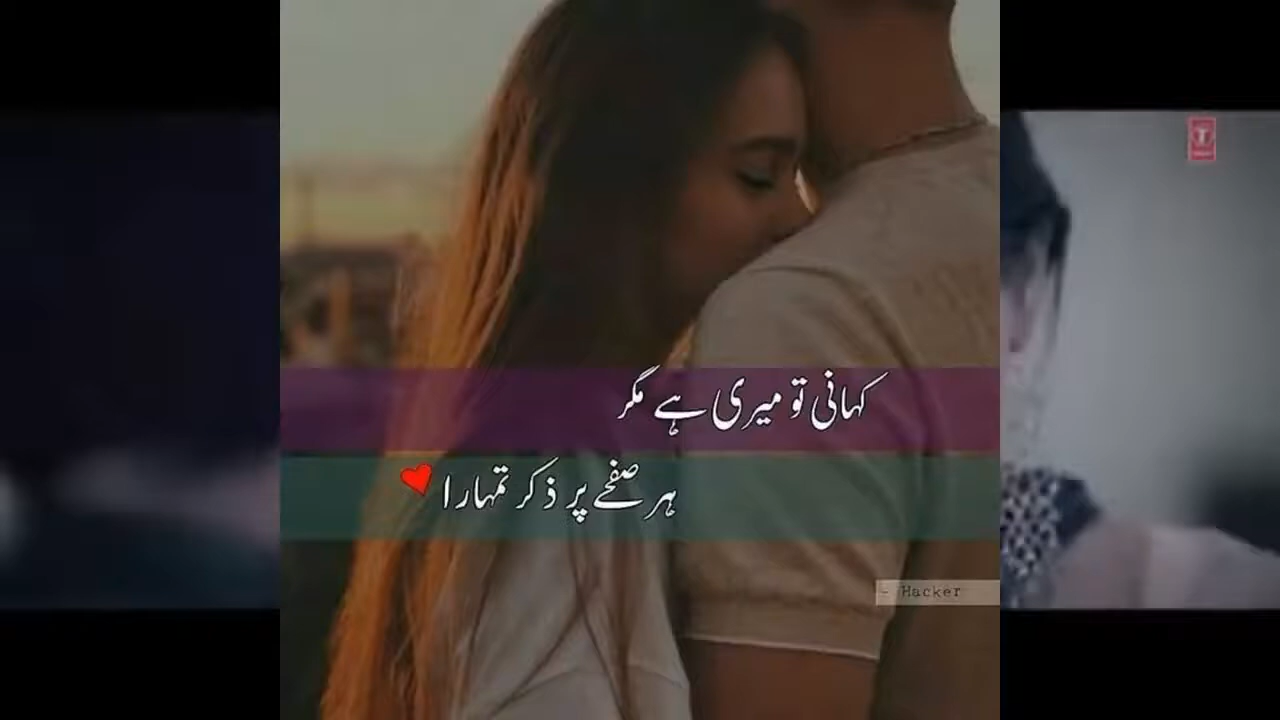 کہانی تو میری ہے مگر
ہر صفحے پر ذکر تمہارا ❤
- Hacker